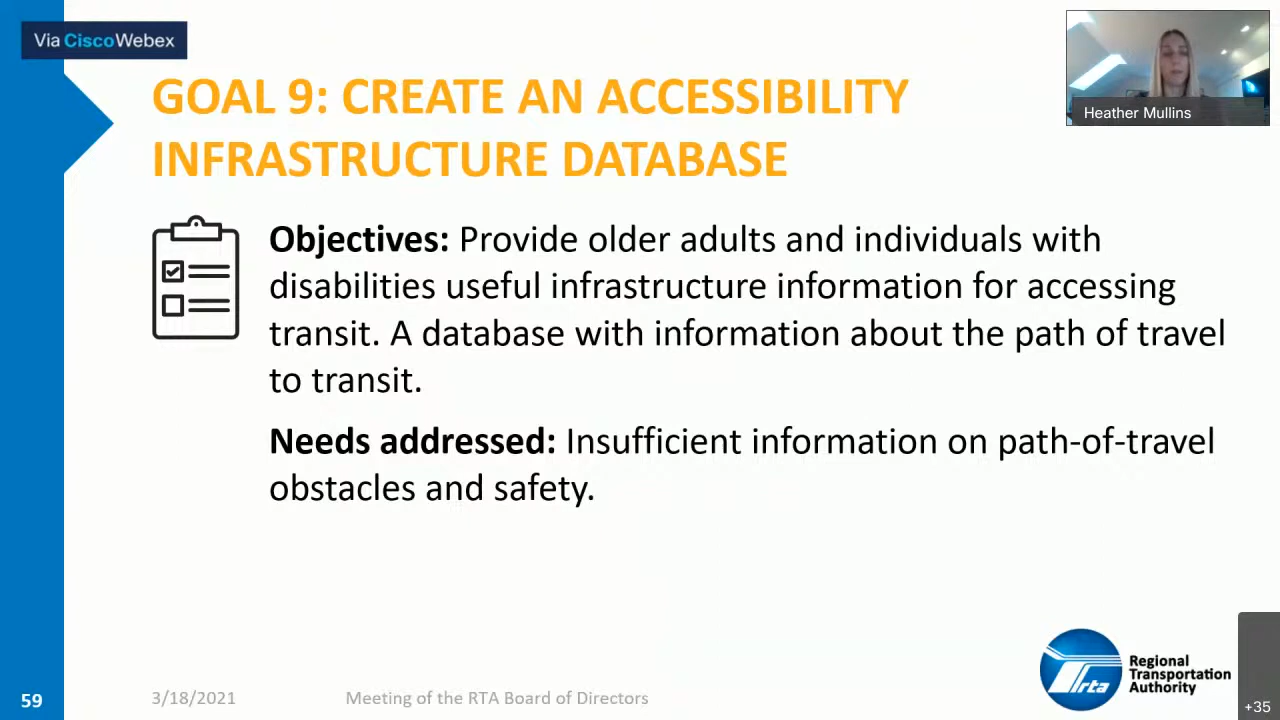 Via CiscoWebex
Heather Mullins
GOAL 9: CREATE AN ACCESSIBILITY
INFRASTRUCTURE DATABASE
Objectives: Provide older adults and individuals with
disabilities useful infrastructure information for accessing
transit. A database with information about the path of travel
to transit.
Needs addressed: Insufficient information on path-of-travel
obstacles and safety.
rta
Regional
Transportation
Authority
59
3/18/2021
Meeting of the RTA Board of Directors
+35